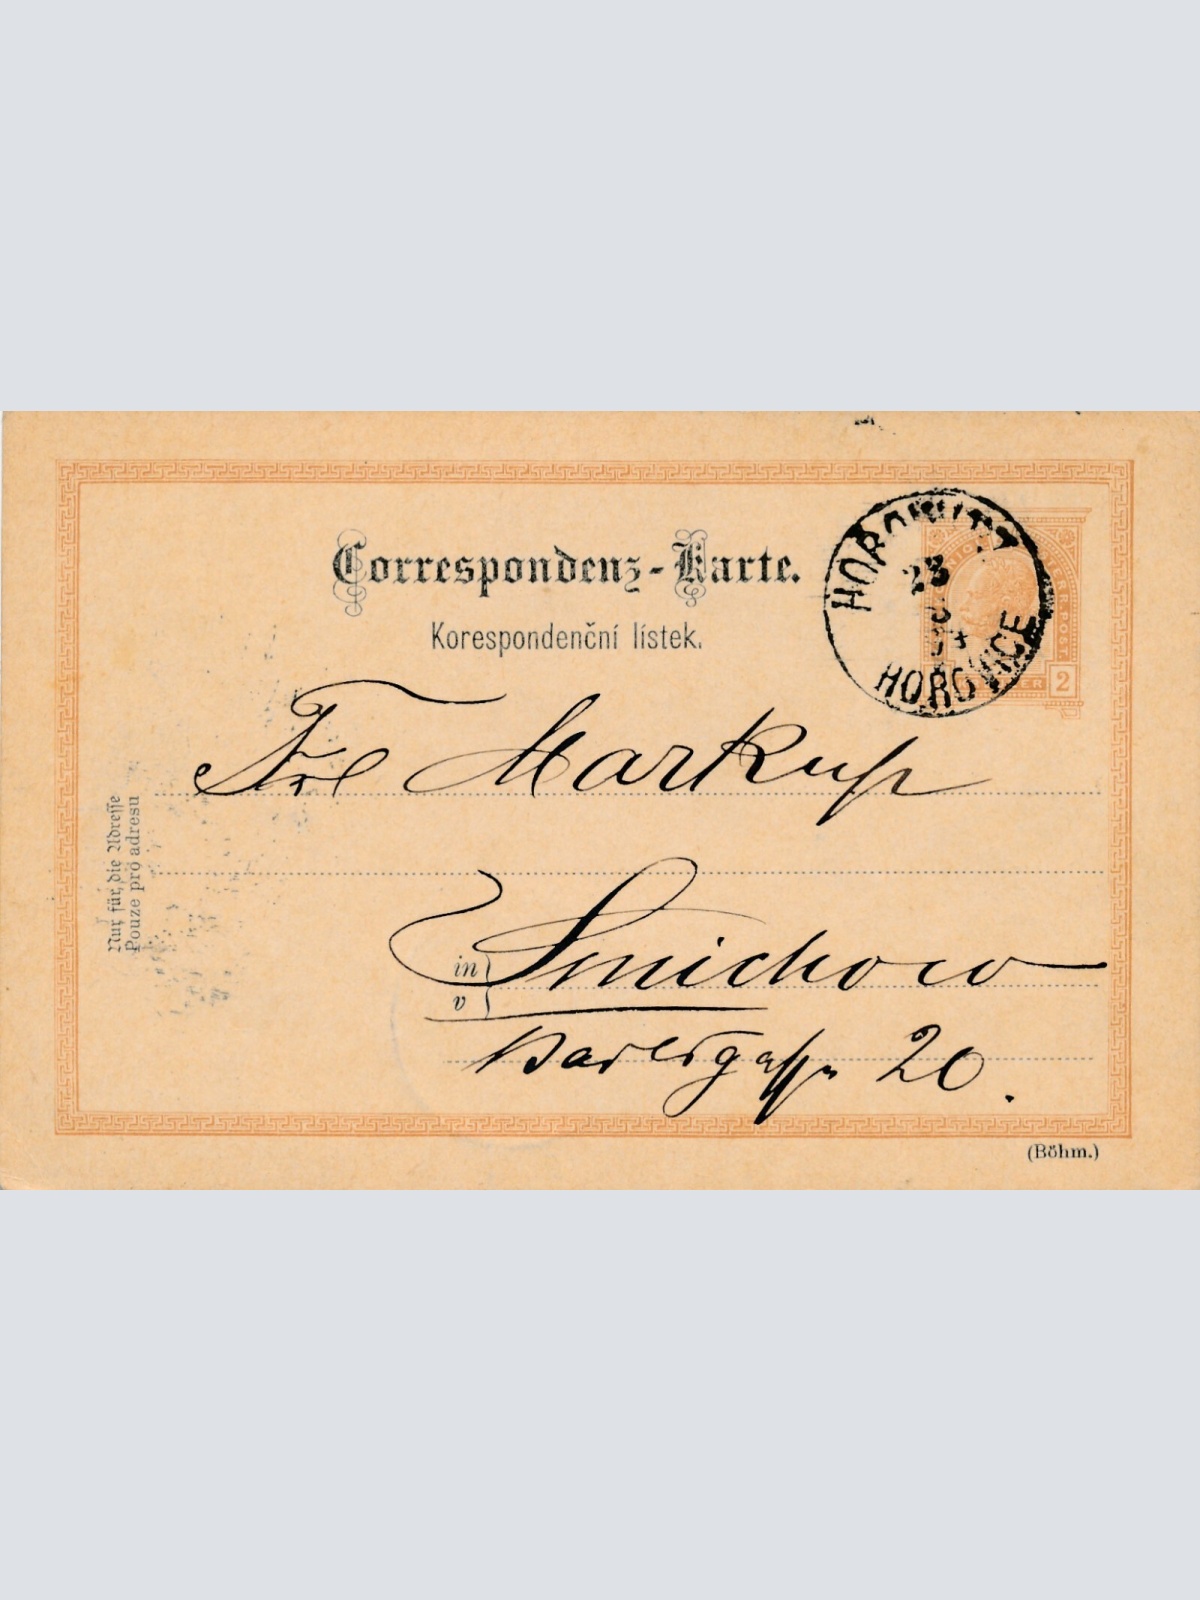 Correspondenz-Karte.
Korespondenční lístek.
HOROWITZ
23
HOŘOVICE
2
Frl Markup
Nur für die Adresse
Pouze pro adresu
in
v
Smichow
20.
(Böhm.)